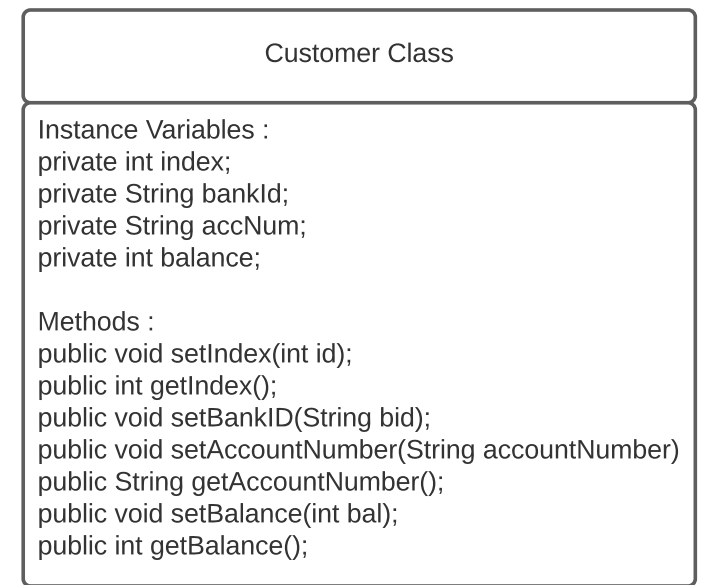 Customer Class
Instance Variables :
private int index;
private String bankId;
private String accNum;
private int balance;
Methods :
public void setIndex(int id);
public int getIndex();
public void setBankID(String bid);
public void setAccountNumber(String accountNumber)
public String getAccountNumber();
public void setBalance(int bal);
public int getBalance();